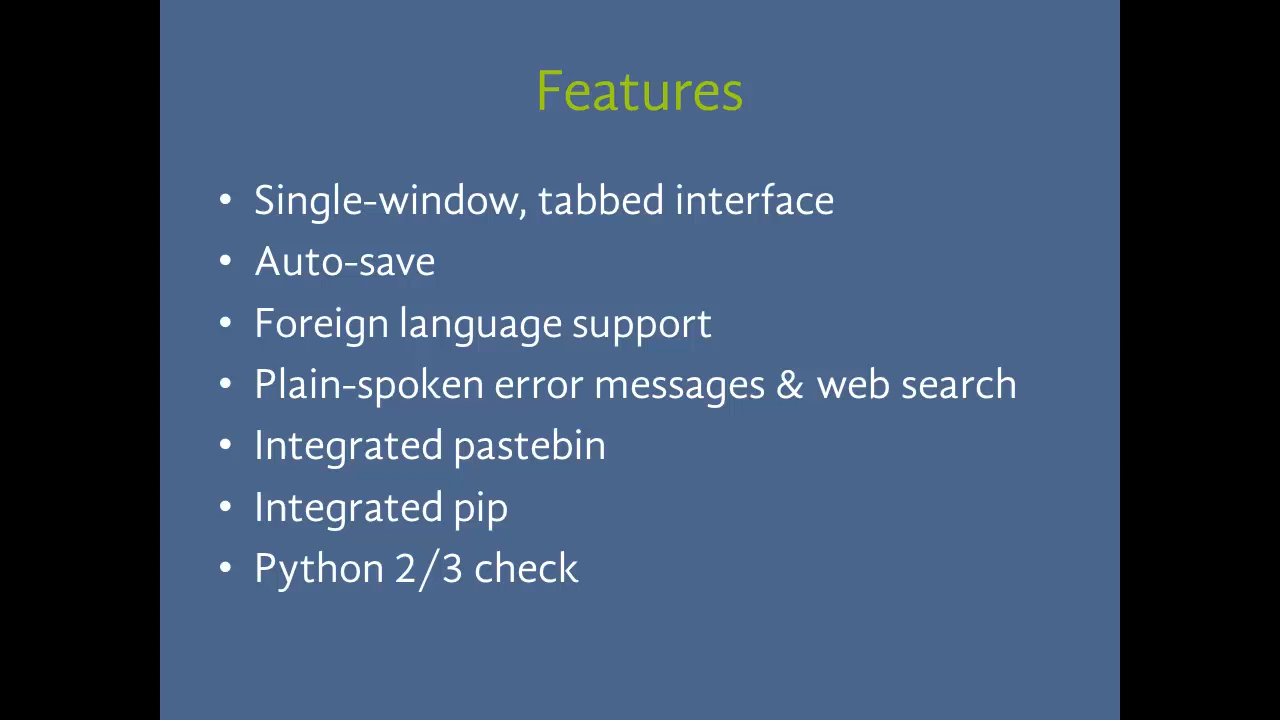 Features
• Single-window, tabbed interface
• Auto-save
• Foreign language support
• Plain-spoken error messages & web search
• Integrated pastebin
• Integrated pip
• Python 2/3 check